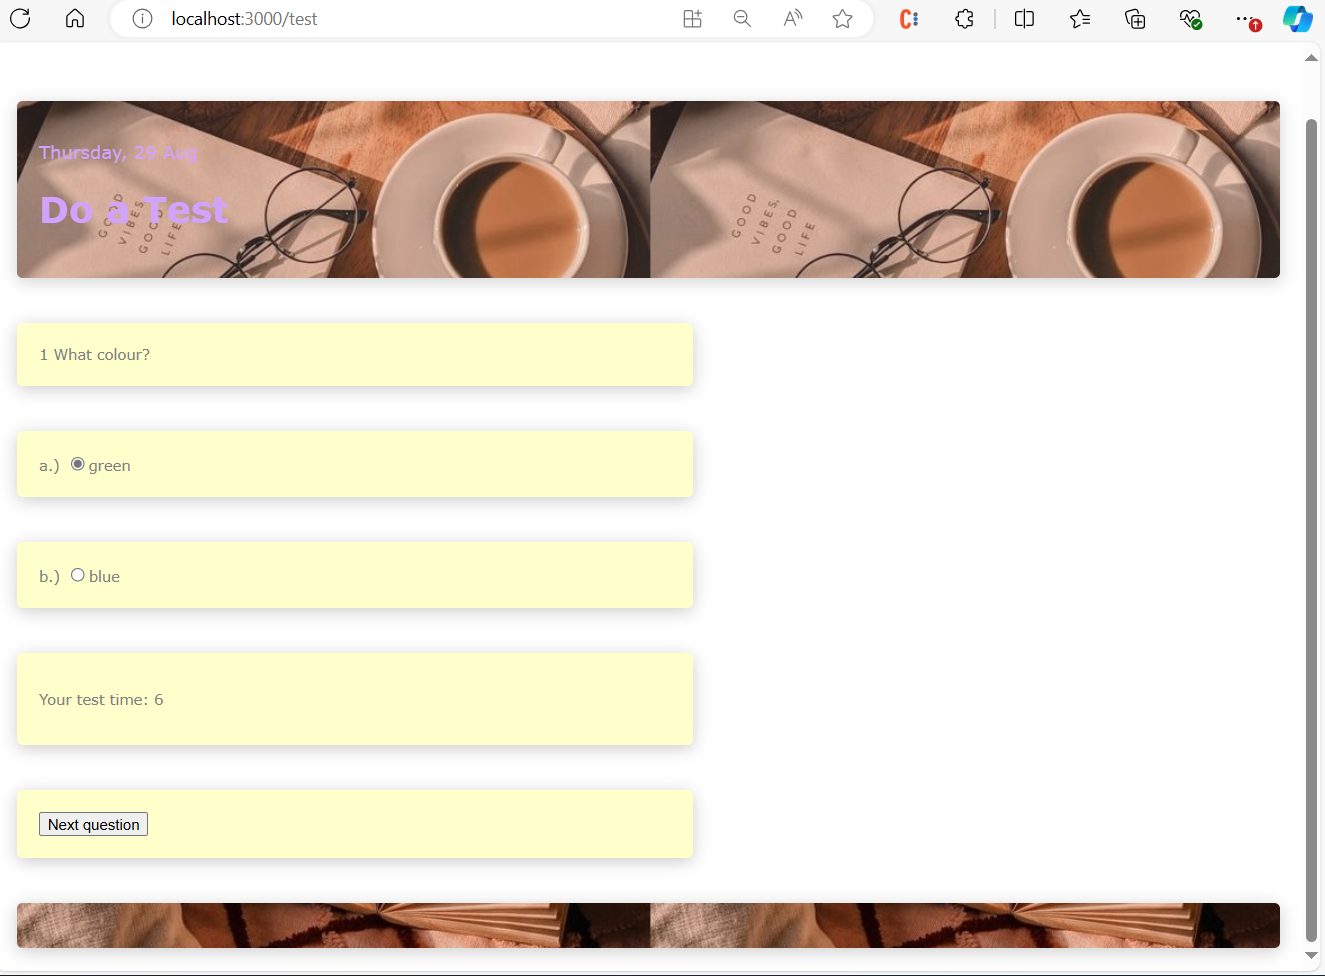 localhost:3000/test
Thursday, 29 Aug
Do a Test
GOOD
VIBES,
GOOD
LIFE
GOOD
VIBES,
GOOD
LIFE
1 What colour?
a.) green
b.) blue
Your test time: 6
Next question